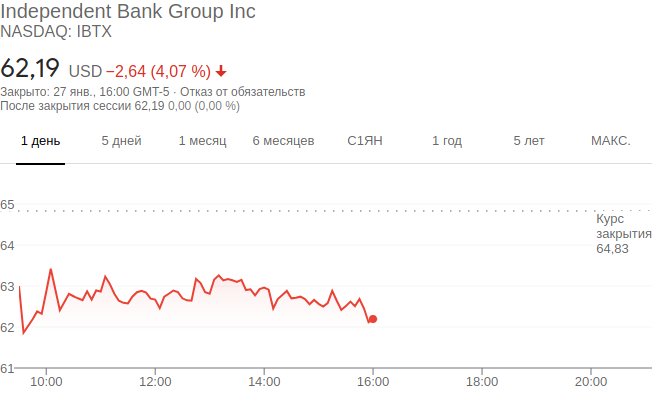 Independent Bank Group Inc
NASDAQ: IBTX
62,19 USD −2,64 (4,07 %)
Закрыто: 27 янв., 16:00 GMT-5 · Отказ от обязательств
После закрытия сессии 62,19 0,00 (0,00 %)
1 день 5 дней 1 месяц 6 месяцев С1ЯН 1 год 5 лет МАКС.
65
Курс
закрытия
64,83
64
63
62
61
10:00 12:00 14:00 16:00 18:00 20:00